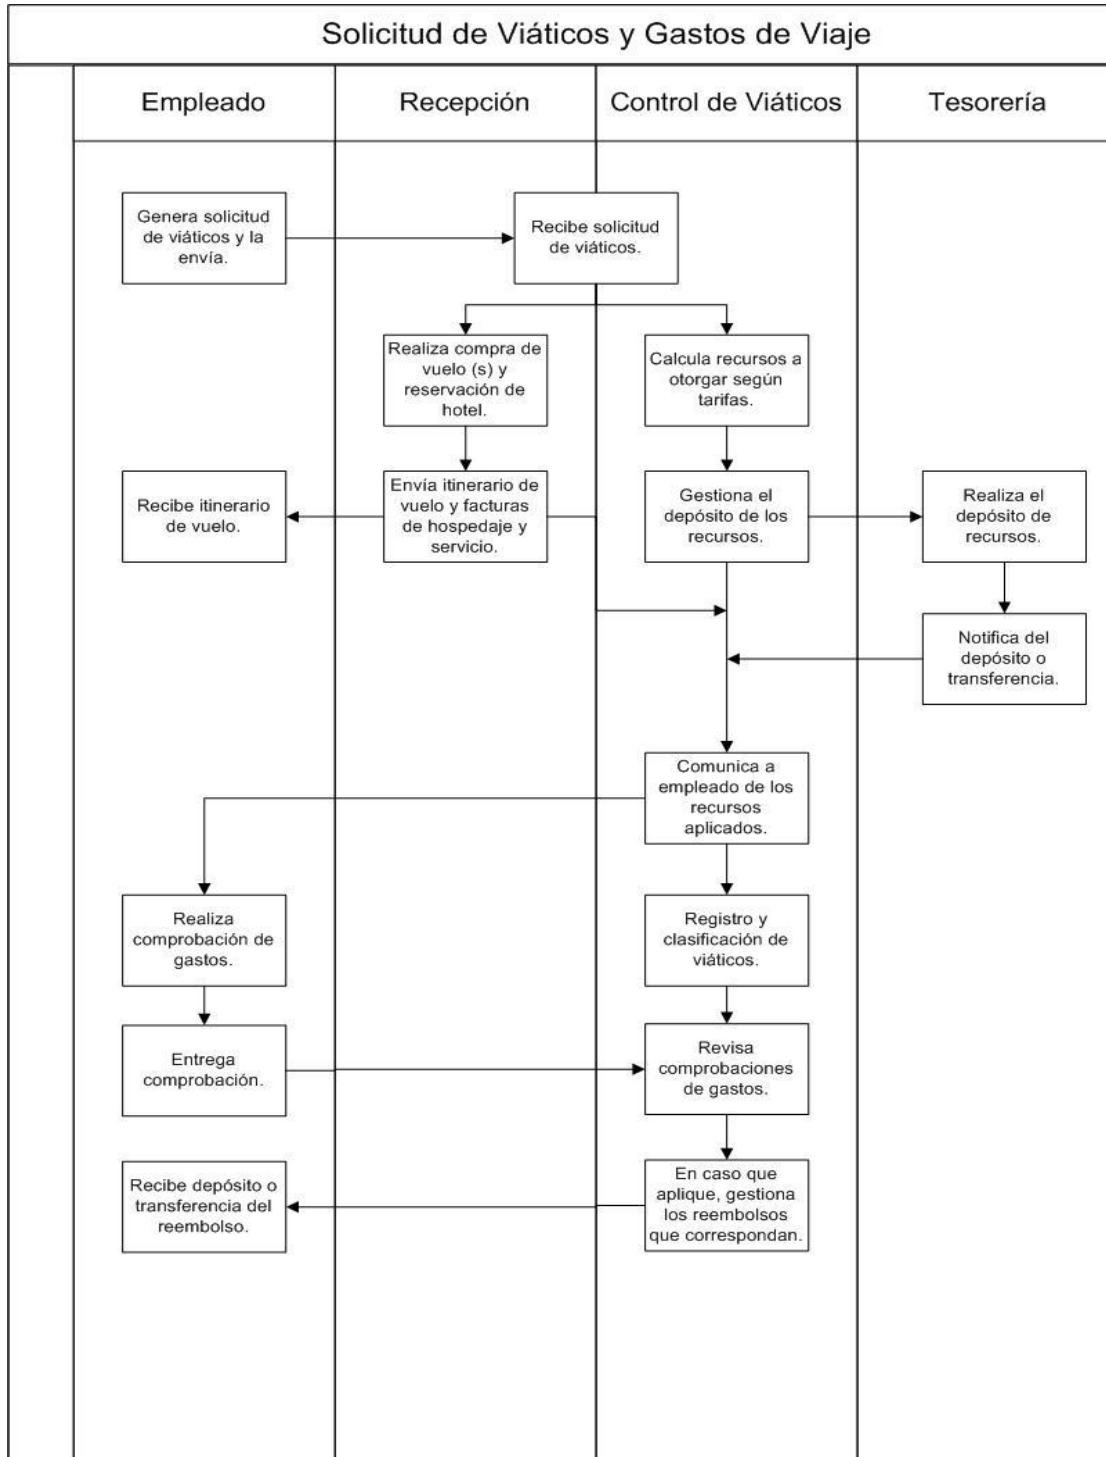 Solicitud de Viáticos y Gastos de Viaje
Empleado
Recepción
Control de Viáticos
Tesorería
Genera solicitud
de viáticos y la
envía.
Recibe solicitud
de viáticos.
Realiza compra de
vuelo (s) y
reservación de
hotel.
Calcula recursos a
otorgar según
tarifas.
Recibe itinerario
de vuelo.
Envía itinerario de
vuelo y facturas
de hospedaje y
servicio.
Gestiona el
depósito de los
recursos.
Realiza el
depósito de
recursos.
Notifica del
depósito o
transferencia.
Comunica a
empleado de los
recursos
aplicados.
Realiza
comprobación de
gastos.
Registro y
clasificación de
viáticos.
Entrega
comprobación.
Revisa
comprobaciones
de gastos.
Recibe depósito o
transferencia del
reembolso.
En caso que
aplique, gestiona
los reembolsos
que correspondan.